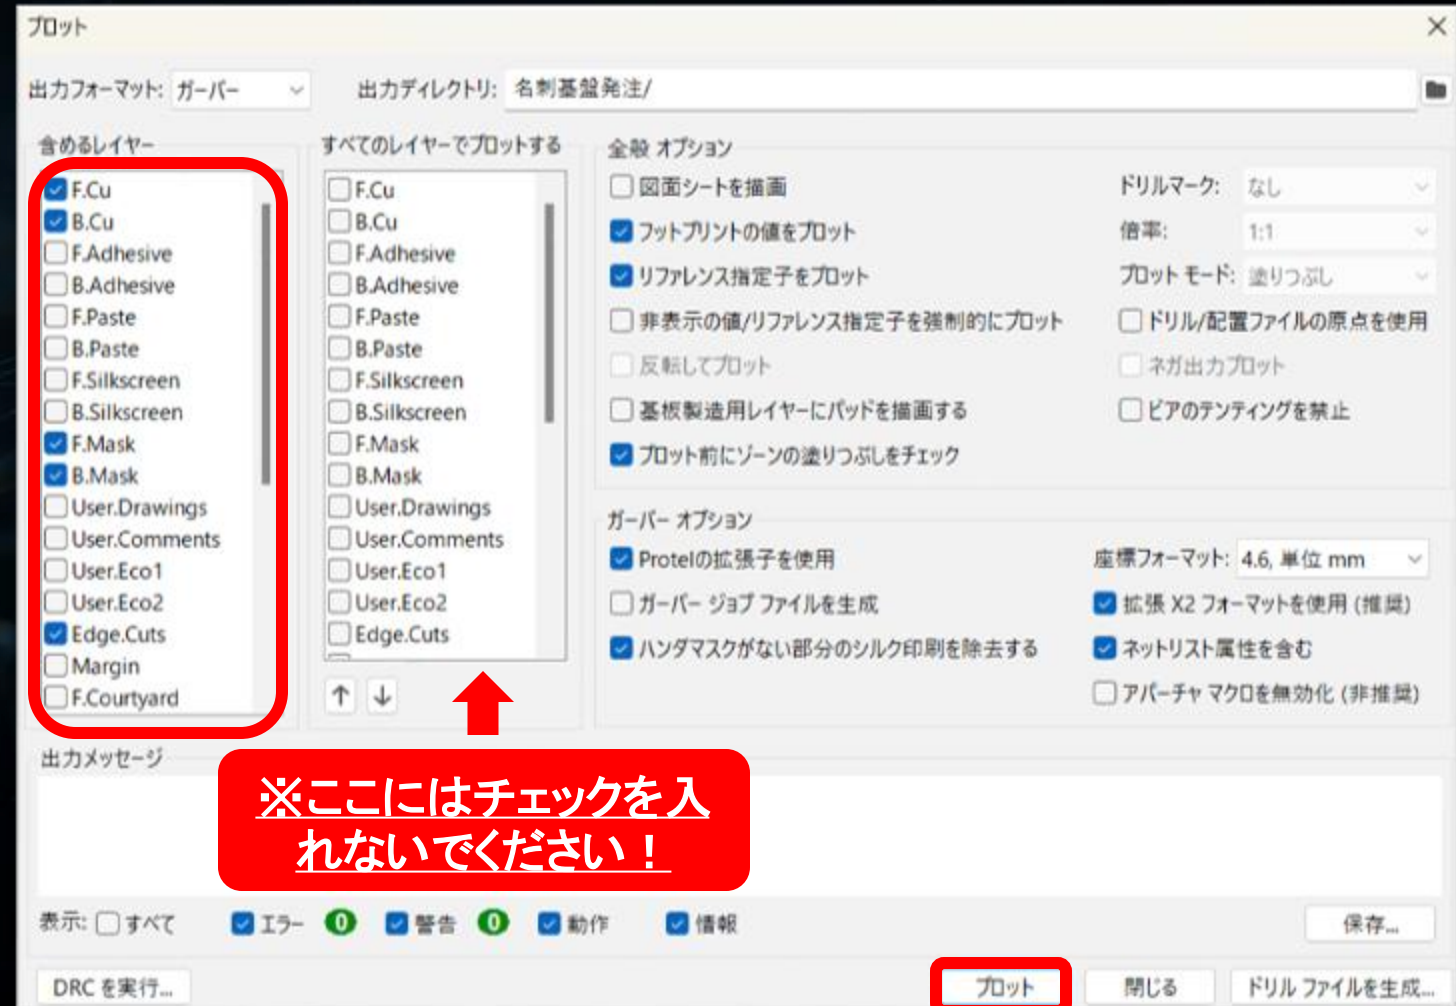 プロット
出力フォーマット: ガーバー
出力ディレクトリ: 名刺基盤発注/
含めるレイヤー
F.Cu
B.Cu
F.Adhesive
B.Adhesive
F.Paste
B.Paste
F.Silkscreen
B.Silkscreen
F.Mask
B.Mask
User.Drawings
User.Comments
User.Eco1
User.Eco2
Edge.Cuts
Margin
F.Courtyard
すべてのレイヤーでプロットする
F.Cu
B.Cu
F.Adhesive
B.Adhesive
F.Paste
B.Paste
F.Silkscreen
B.Silkscreen
F.Mask
B.Mask
User.Drawings
User.Comments
User.Eco1
User.Eco2
Edge.Cuts
全般 オプション
図面シートを描画
フットプリントの値をプロット
リファレンス指定子をプロット
非表示の値/リファレンス指定子を強制的にプロット
反転してプロット
基板製造用レイヤーにパッドを描画する
プロット前にゾーンの塗りつぶしをチェック
ドリルマーク: なし
倍率: 1:1
プロット モード: 塗りつぶし
ドリル/配置ファイルの原点を使用
ネガ出力プロット
ビアのテンティングを禁止
ガーバー オプション
Protelの拡張子を使用
ガーバー ジョブ ファイルを生成
ハンダマスクがない部分のシルク印刷を除去する
座標フォーマット: 4.6, 単位 mm
拡張 X2 フォーマットを使用 (推奨)
ネットリスト属性を含む
アパーチャ マクロを無効化 (非推奨)
出力メッセージ
※ここにはチェックを入
れないでください！
表示: すべて エラー 0 警告 0 動作 情報 保存...
DRC を実行... プロット 閉じる ドリル ファイルを生成...